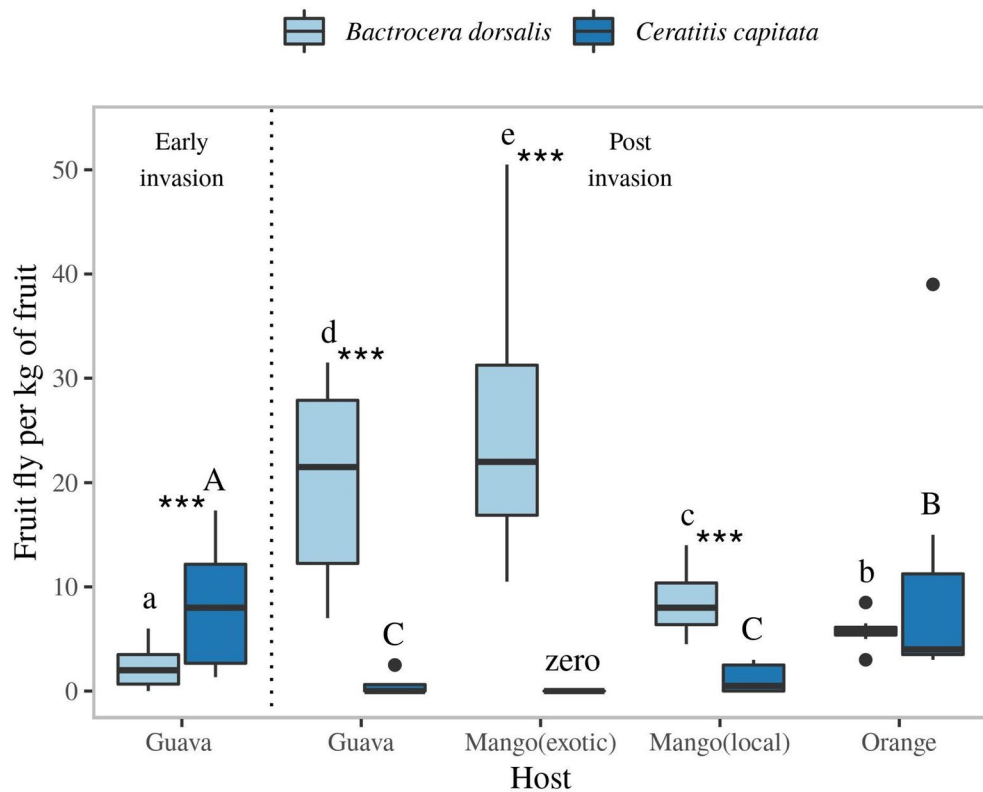 Bactrocera dorsalis Ceratitis capitata
Early
invasion
Post
invasion
Fruit fly per kg of fruit
50
40
30
20
10
0
a
***A
d
***
C
e
***
zero
c
***
C
b
B
Guava Guava Mango(exotic) Mango(local) Orange
Host